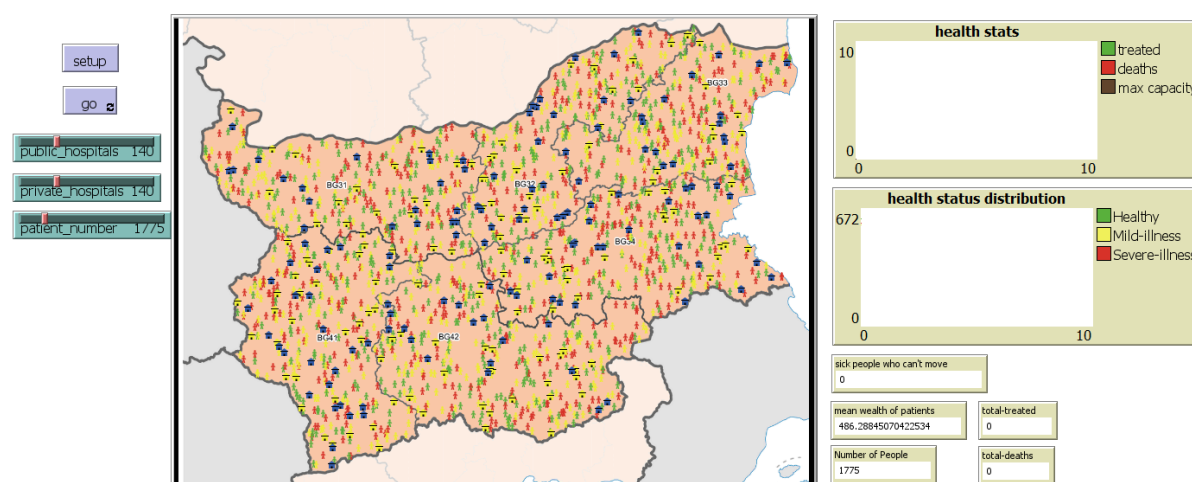 setup
go
public_hospitals 140
private_hospitals 140
patient_number 1775
BG31
BG32
BG33
BG34
BG41
BG42
health stats
10
0
0
10
treated
deaths
max capacity
health status distribution
672
0
0
10
Healthy
Mild-illness
Severe-illness
sick people who can't move
0
mean wealth of patients
486.28845070422534
total-treated
0
Number of People
1775
total-deaths
0